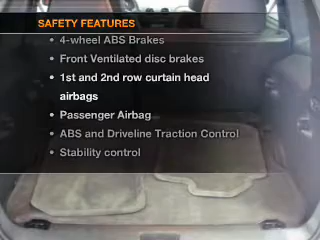 SAFETY FEATURES
• 4-wheel ABS Brakes
• Front Ventilated disc brakes
• 1st and 2nd row curtain head
airbags
• Passenger Airbag
• ABS and Driveline Traction Control
• Stability control